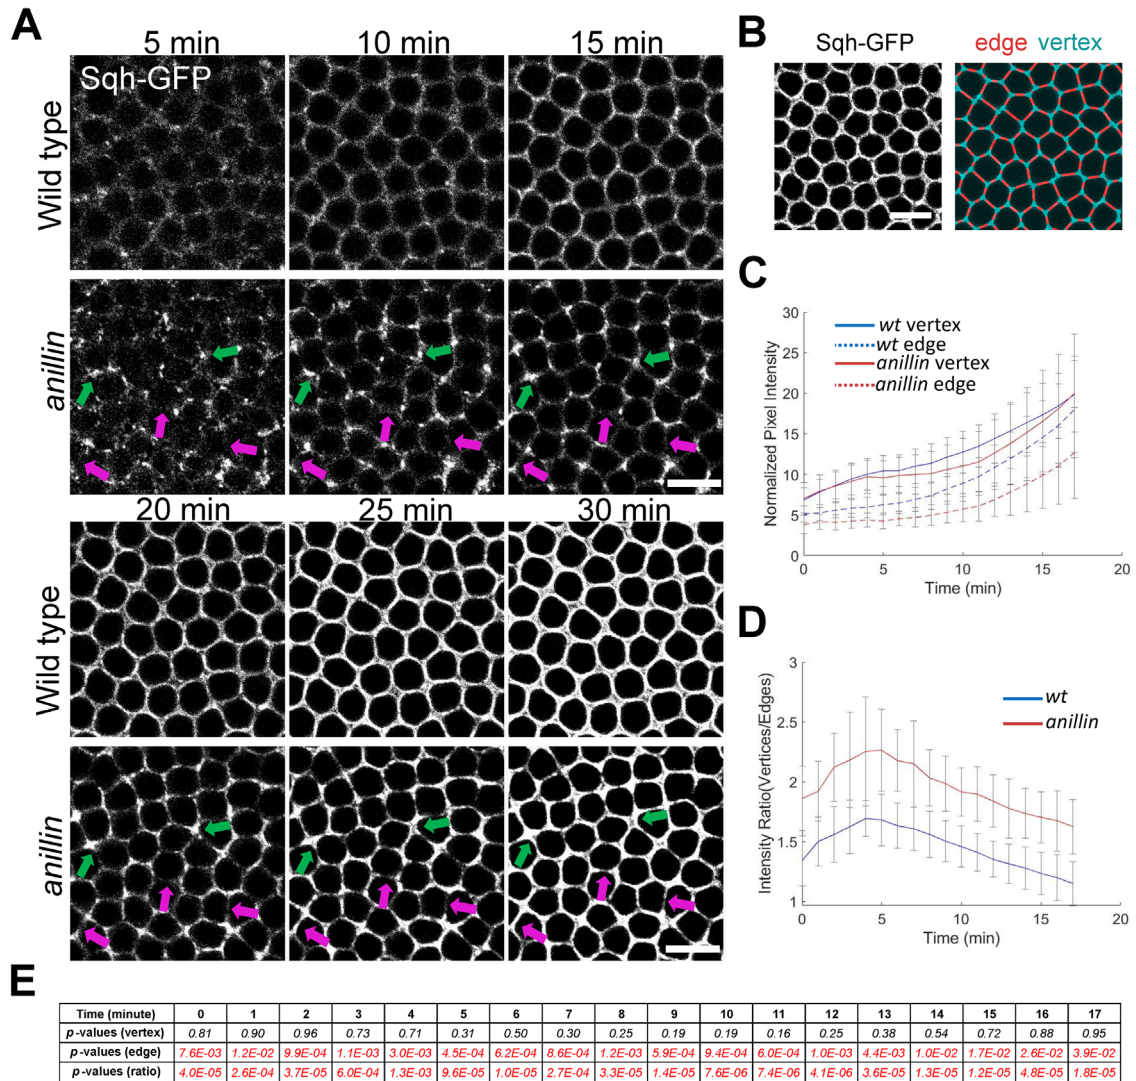 A
5 min 10 min 15 min
Sqh-GFP
Wild type
anillin
20 min 25 min 30 min
Wild type
anillin
B
Sqh-GFP edge vertex
C
30
25
20
15
10
5
0
0 5 10 15 20
Normalized Pixel Intensity
Time (min)
wt vertex
wt edge
anillin vertex
anillin edge
D
3
2.5
2
1.5
1
0 5 10 15 20
Intensity Ratio(Vertices/Edges)
Time (min)
wt
anillin
E
Time (minute) 0 1 2 3 4 5 6 7 8 9 10 11 12 13 14 15 16 17
p-values (vertex) 0.81 0.90 0.96 0.73 0.71 0.31 0.50 0.30 0.25 0.19 0.19 0.16 0.25 0.38 0.54 0.72 0.88 0.95
p-values (edge) 7.6E-03 1.2E-02 9.9E-04 1.1E-03 3.0E-03 4.5E-04 6.2E-04 8.6E-04 1.2E-03 5.9E-04 9.4E-04 6.0E-04 1.0E-03 4.4E-03 1.0E-02 1.7E-02 2.6E-02 3.9E-02
p-values (ratio) 4.0E-05 2.6E-04 3.7E-05 6.0E-04 1.3E-03 9.6E-05 1.0E-05 2.7E-04 3.3E-05 1.4E-05 7.6E-06 7.4E-06 4.1E-06 3.6E-05 1.3E-05 1.2E-05 4.8E-05 1.8E-05